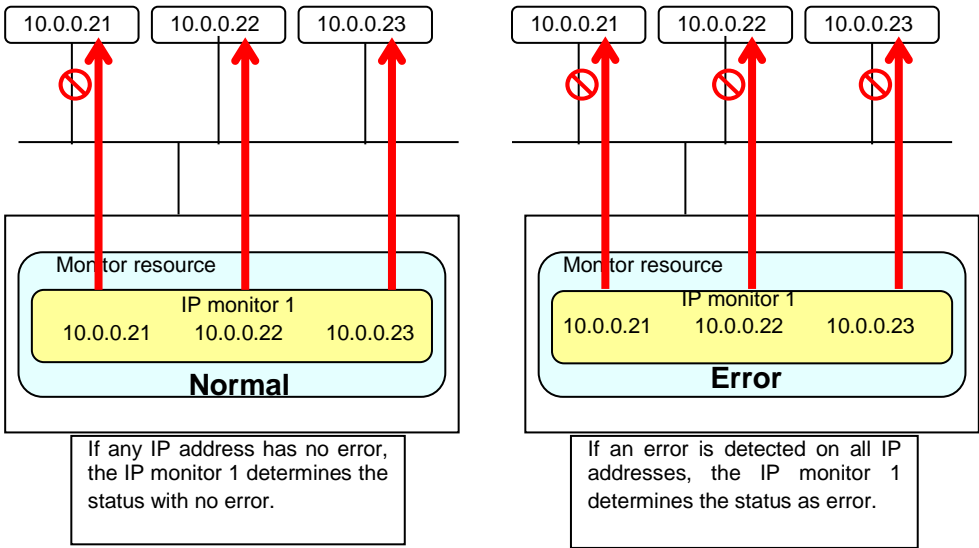 10.0.0.21
10.0.0.22
10.0.0.23
Monitor resource
IP monitor 1
10.0.0.21
10.0.0.22
10.0.0.23
Normal
If any IP address has no error,
the IP monitor 1 determines the
status with no error.
10.0.0.21
10.0.0.22
10.0.0.23
Monitor resource
IP monitor 1
10.0.0.21
10.0.0.22
10.0.0.23
Error
If an error is detected on all IP
addresses, the IP monitor 1
determines the status as error.